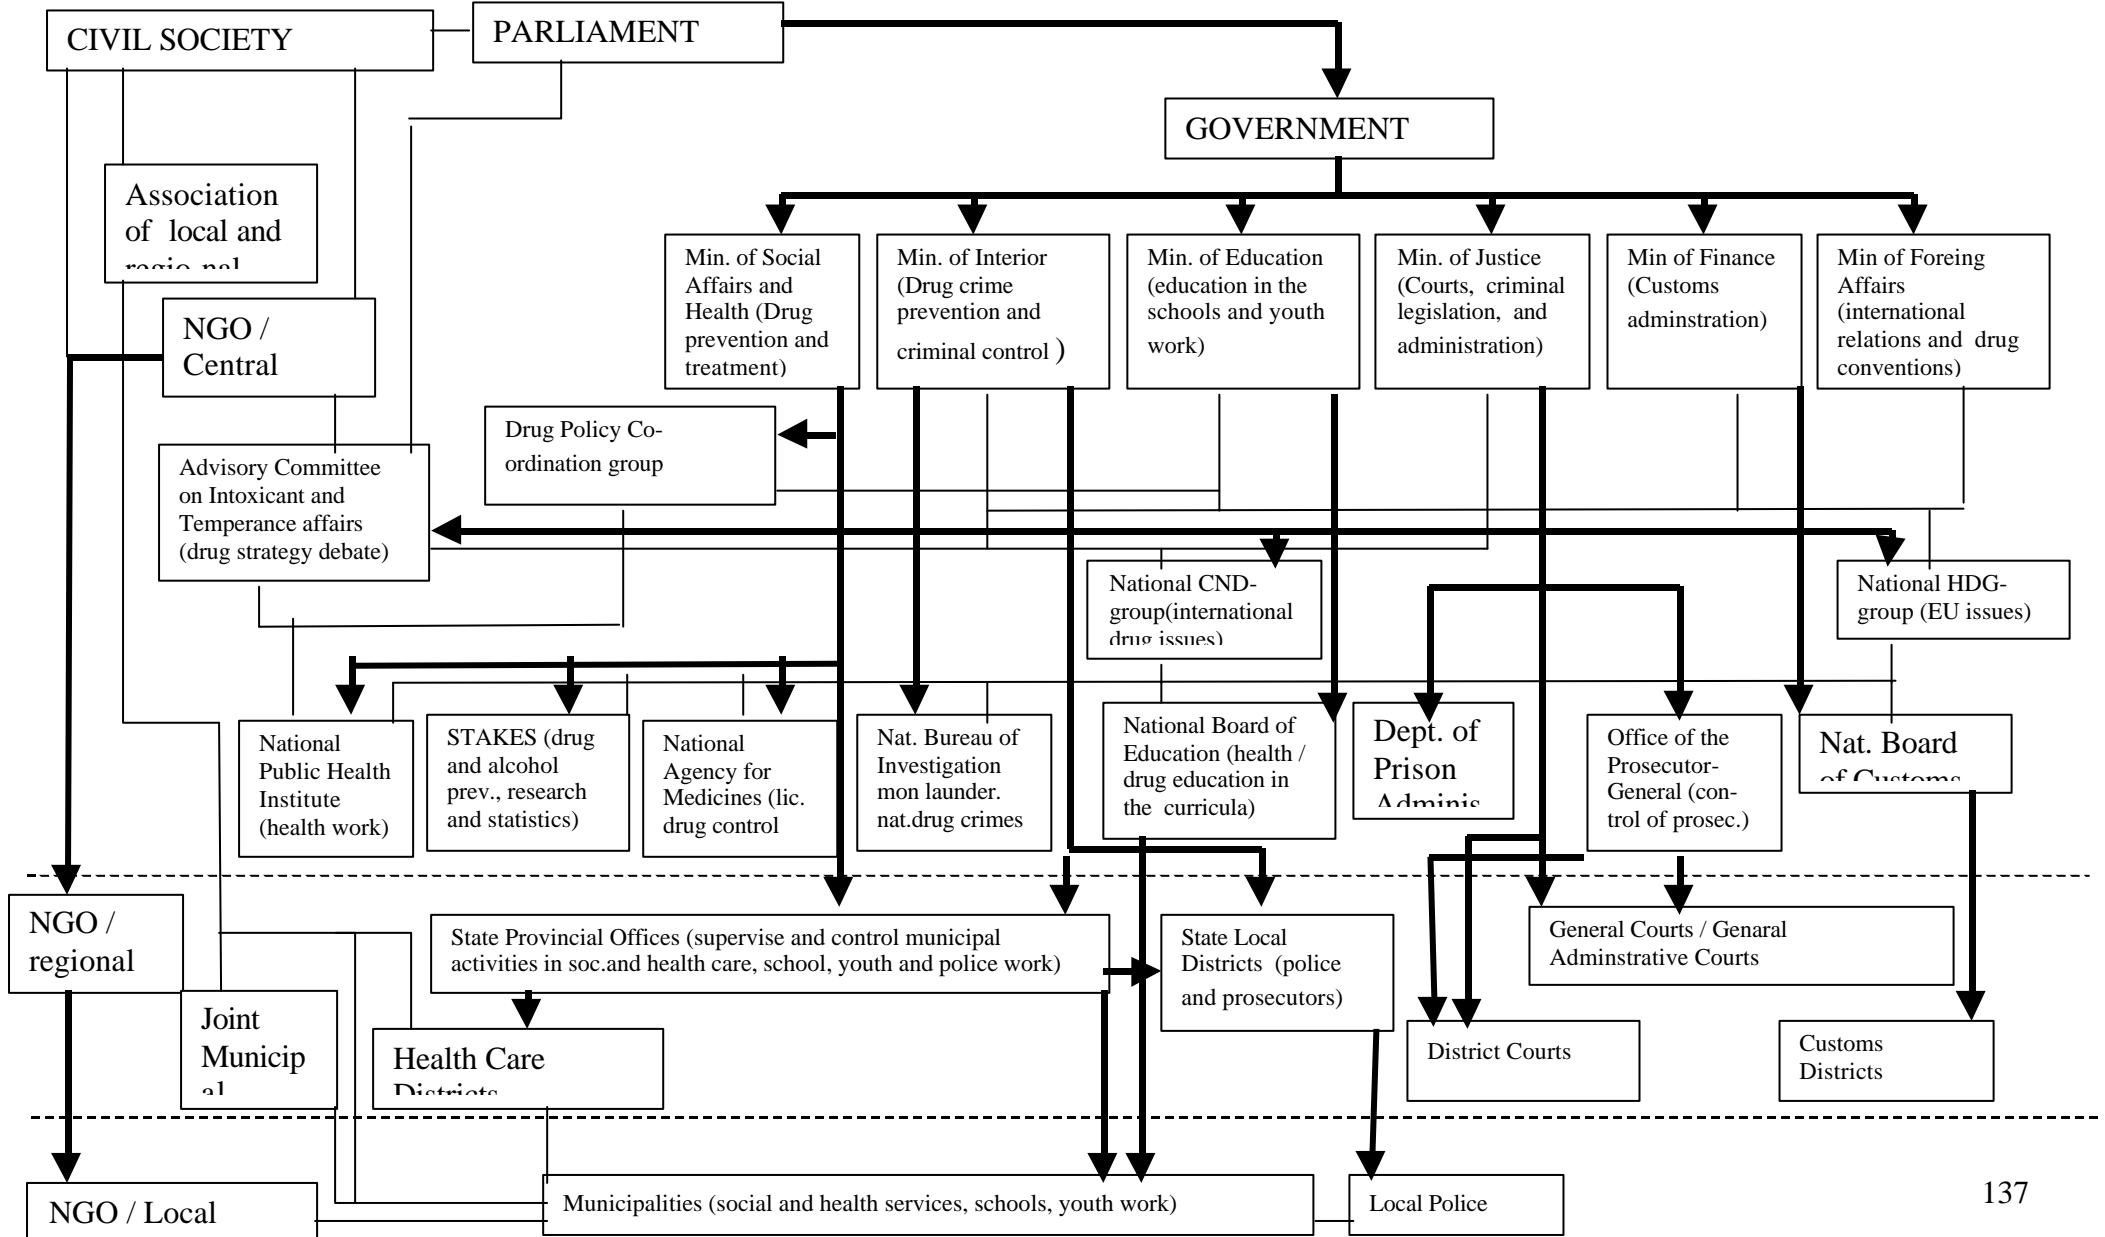 CIVIL SOCIETY
PARLIAMENT
GOVERNMENT
Association
of local and
regio-nal
NGO /
Central
Min. of Social
Affairs and
Health (Drug
prevention and
treatment)
Min. of Interior
(Drug crime
prevention and
criminal control )
Min. of Education
(education in the
schools and youth
work)
Min. of Justice
(Courts, criminal
legislation, and
administration)
Min of Finance
(Customs
adminstration)
Min of Foreing
Affairs
(international
relations and drug
conventions)
Drug Policy Co-
ordination group
Advisory Committee
on Intoxicant and
Temperance affairs
(drug strategy debate)
National CND-
group(international
drug issues)
National HDG-
group (EU issues)
National
Public Health
Institute
(health work)
STAKES (drug
and alcohol
prev., research
and statistics)
National
Agency for
Medicines (lic.
drug control
Nat. Bureau of
Investigation
mon launder.
nat.drug crimes
National Board of
Education (health /
drug education in
the curricula)
Dept. of
Prison
Adminis
Office of the
Prosecutor-
General (con-
trol of prosec.)
Nat. Board
of Customs
NGO /
regional
State Provincial Offices (supervise and control municipal
activities in soc.and health care, school, youth and police work)
State Local
Districts (police
and prosecutors)
General Courts / Genaral
Adminstrative Courts
Joint
Municip
al
Health Care
Districts
District Courts
Customs
Districts
NGO / Local
Municipalities (social and health services, schools, youth work)
Local Police
137